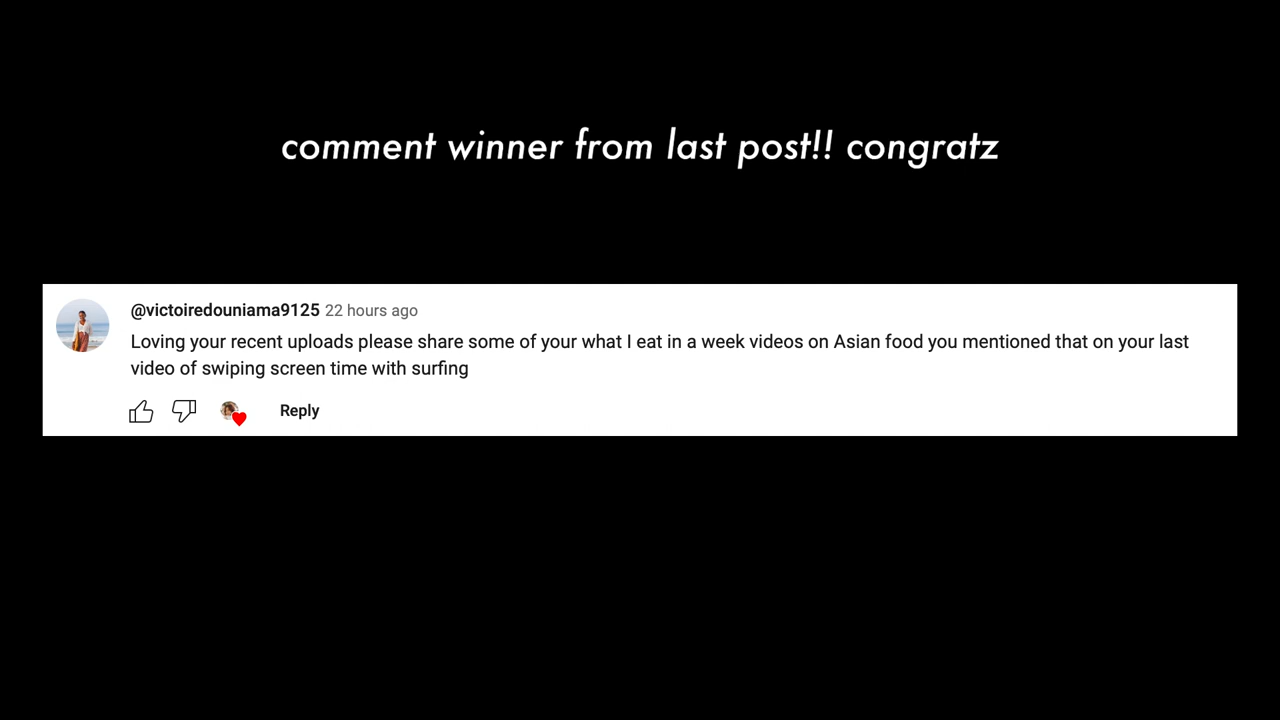 comment winner from last post!! congratz
@victoiredouniama9125 22 hours ago
Loving your recent uploads please share some of your what I eat in a week videos on Asian food you mentioned that on your last
video of swiping screen time with surfing
Reply